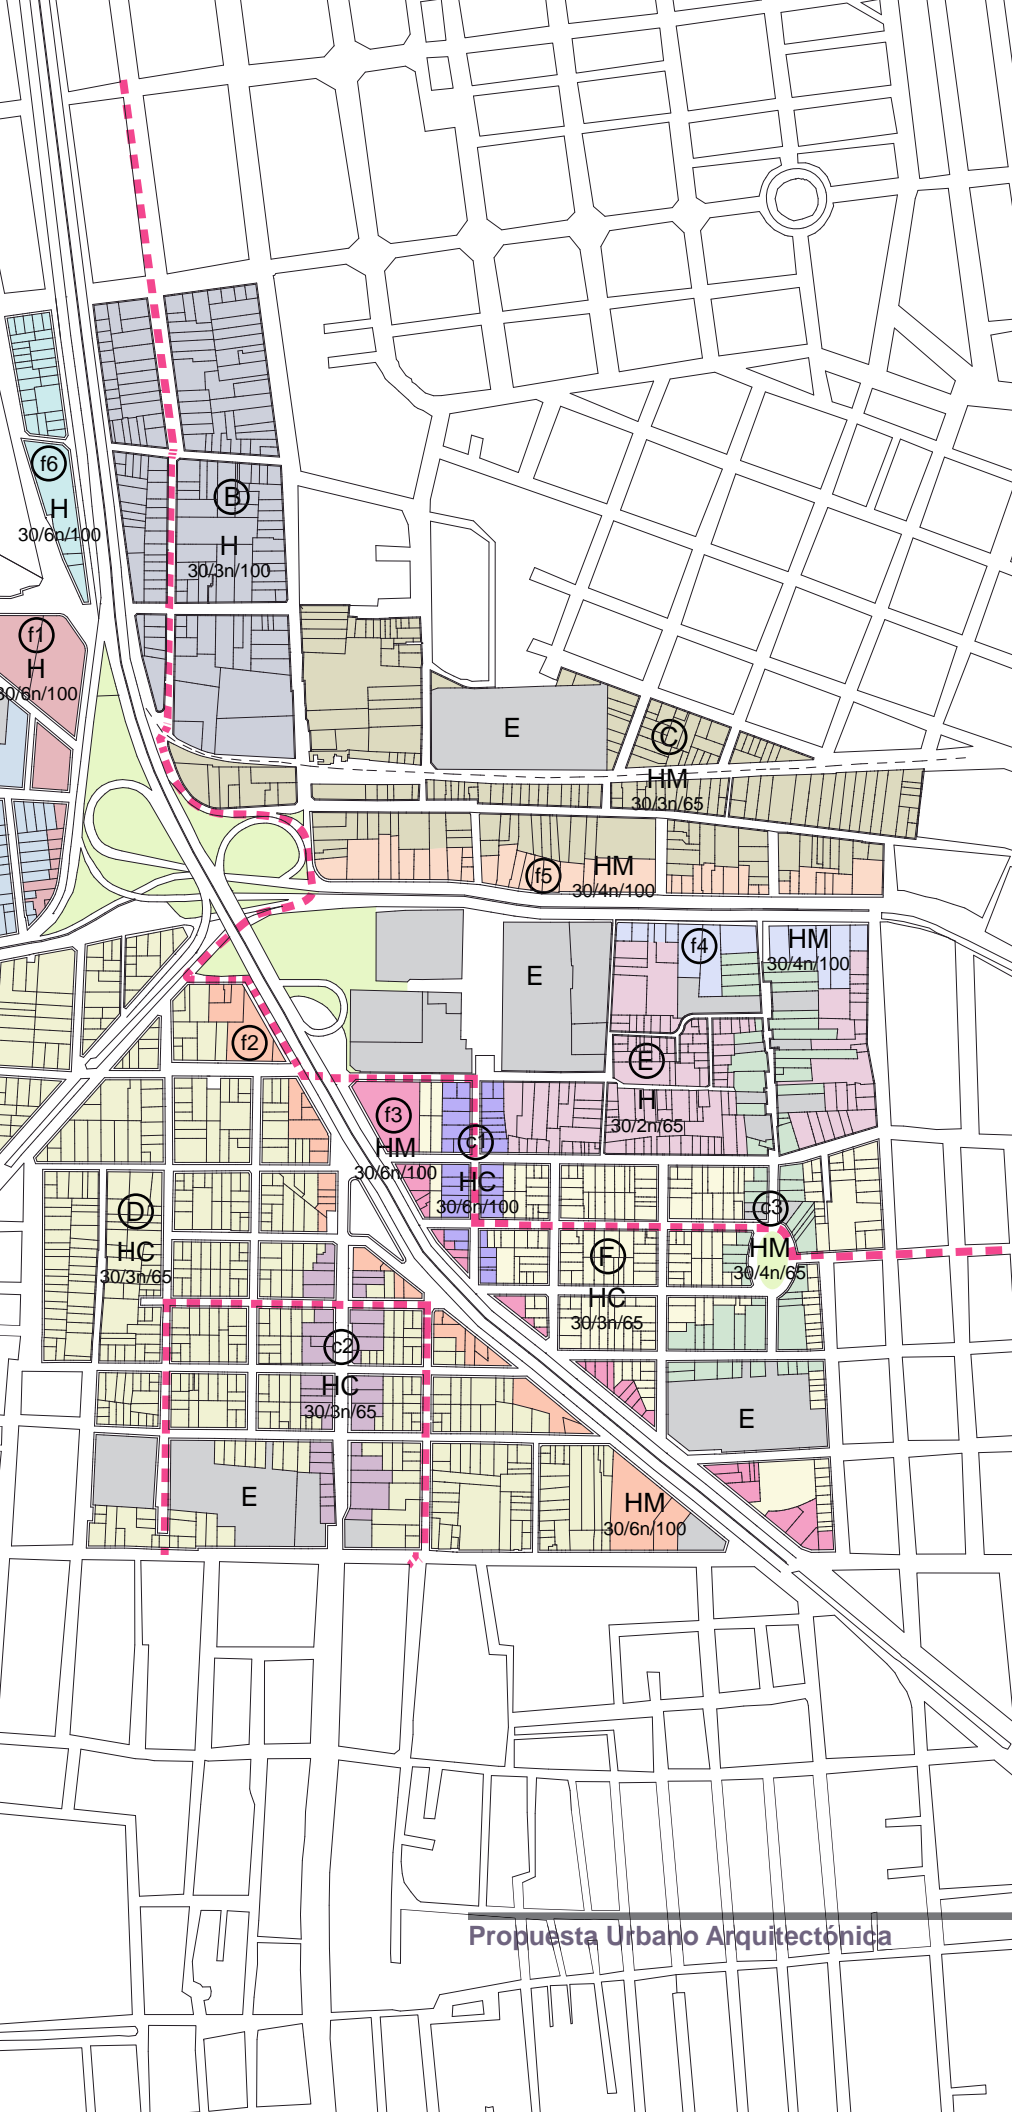 f6
H
30/6n/100
B
H
30/3n/100
f1
H
30/6n/100
E
C
HM
30/3n/65
f5
HM
30/4n/100
f4
HM
30/4n/100
E
E
H
30/2n/65
f2
f3
HM
30/6n/100
c1
HC
30/6n/100
D
HC
30/3n/65
c3
HM
30/4n/65
F
HC
30/3n/65
c2
HC
30/3n/65
E
E
HM
30/6n/100
Propuesta Urbano Arquitectónica